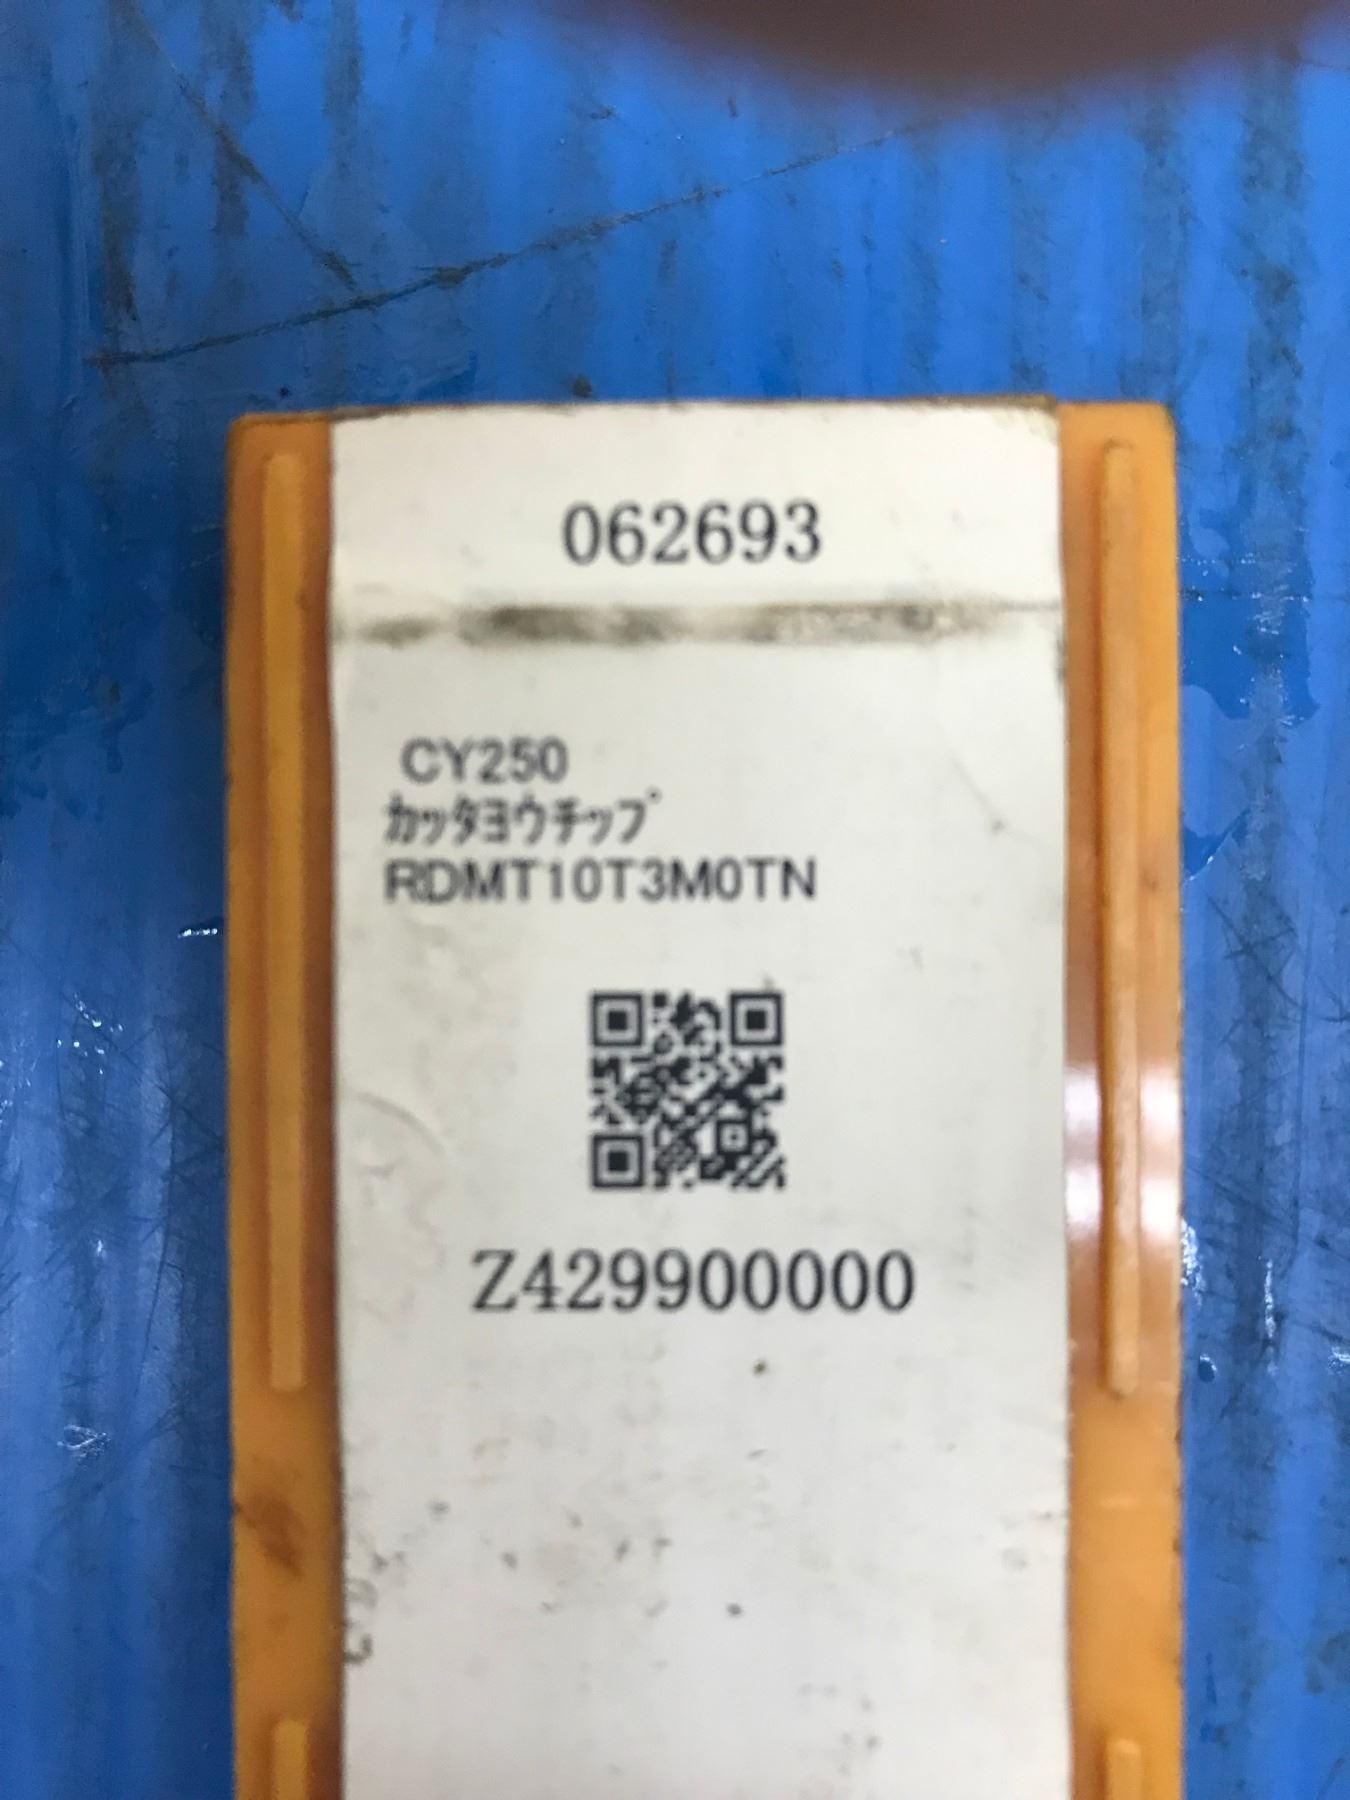 062693
CY250
ｶｯﾀﾖｳﾁｯﾌﾟ
RDMT10T3M0TN
Z429900000